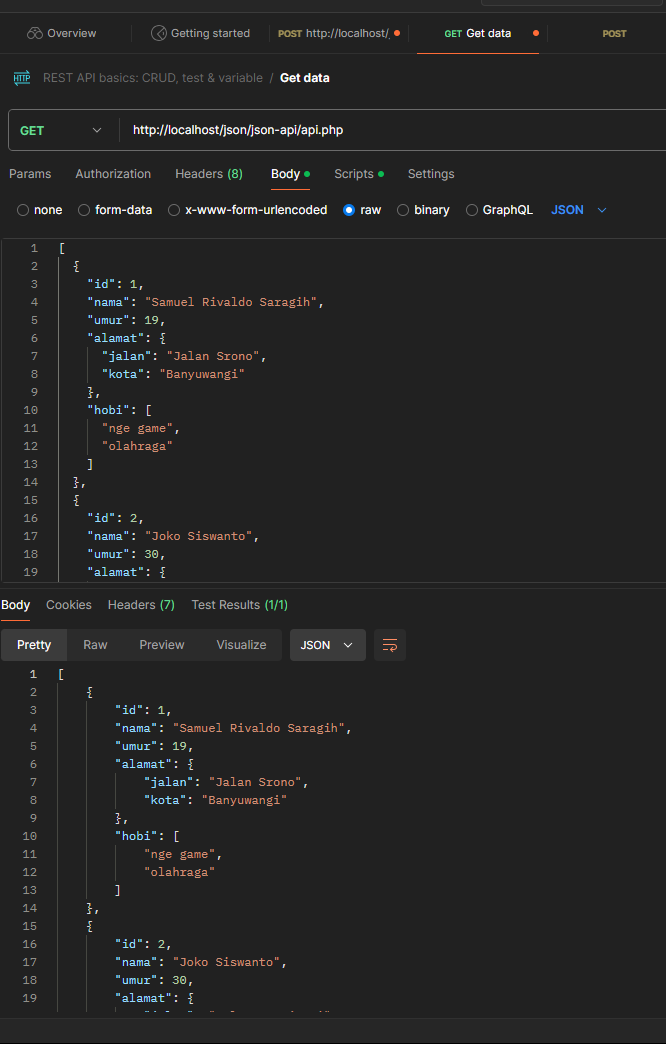 Overview Getting started POST http://localhost/ GET Get data POST
HTTP REST API basics: CRUD, test & variable / Get data
GET http://localhost/json/json-api/api.php
Params Authorization Headers (8) Body Scripts Settings
none form-data x-www-form-urlencoded raw binary GraphQL JSON
1 [
2 {
3 "id": 1,
4 "nama": "Samuel Rivaldo Saragih",
5 "umur": 19,
6 "alamat": {
7 "jalan": "Jalan Srono",
8 "kota": "Banyuwangi"
9 },
10 "hobi": [
11 "nge game",
12 "olahraga"
13 ]
14 },
15 {
16 "id": 2,
17 "nama": "Joko Siswanto",
18 "umur": 30,
19 "alamat": {
Body Cookies Headers (7) Test Results (1/1)
Pretty Raw Preview Visualize JSON
1 [
2 {
3 "id": 1,
4 "nama": "Samuel Rivaldo Saragih",
5 "umur": 19,
6 "alamat": {
7 "jalan": "Jalan Srono",
8 "kota": "Banyuwangi"
9 },
10 "hobi": [
11 "nge game",
12 "olahraga"
13 ]
14 },
15 {
16 "id": 2,
17 "nama": "Joko Siswanto",
18 "umur": 30,
19 "alamat": {